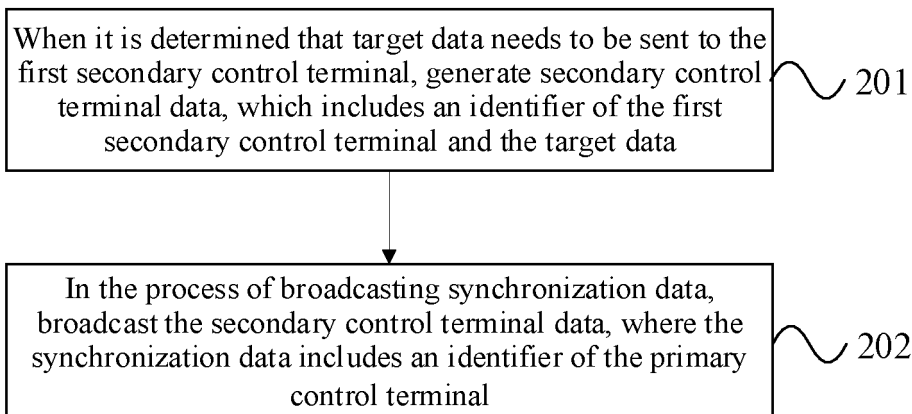 When it is determined that target data needs to be sent to the
first secondary control terminal, generate secondary control
terminal data, which includes an identifier of the first
secondary control terminal and the target data
201
In the process of broadcasting synchronization data,
broadcast the secondary control terminal data, where the
synchronization data includes an identifier of the primary
control terminal
202